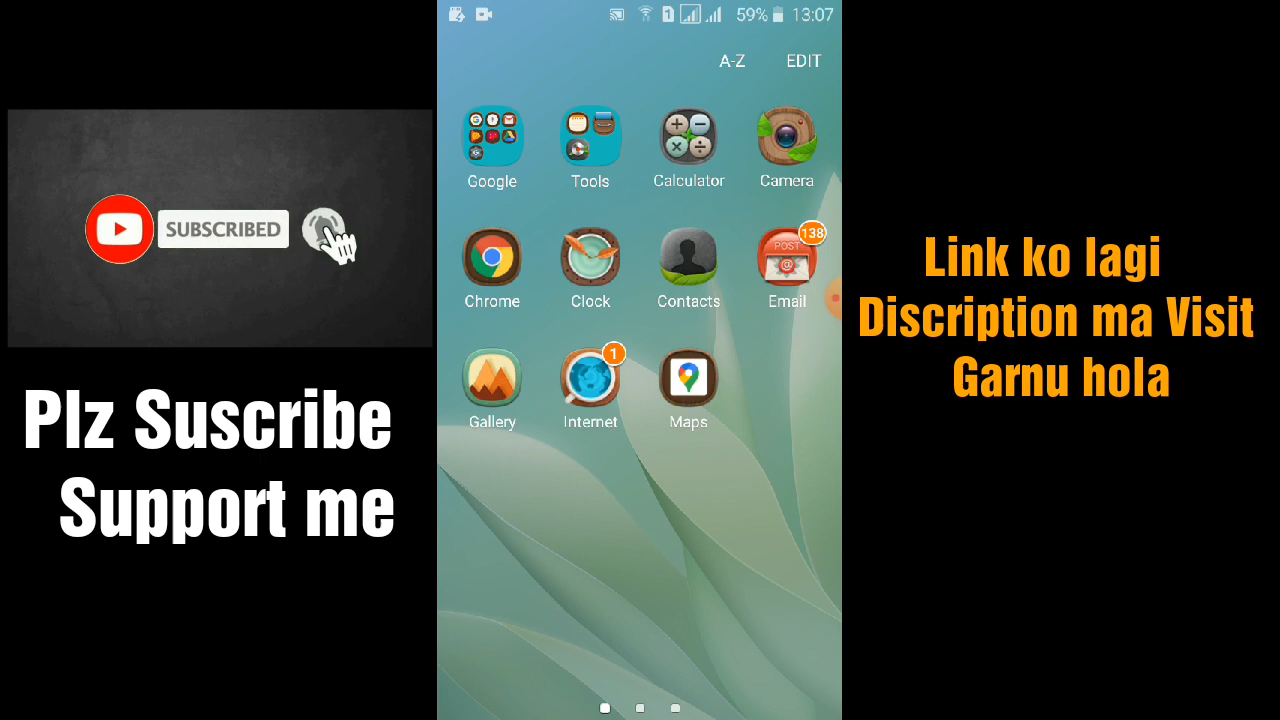 59% 13:07
A-Z EDIT
Google Tools Calculator Camera
138
POST
Chrome Clock Contacts Email
1
Gallery Internet Maps
SUBSCRIBED
Plz Suscribe
Support me
Link ko lagi
Discription ma Visit
Garnu hola